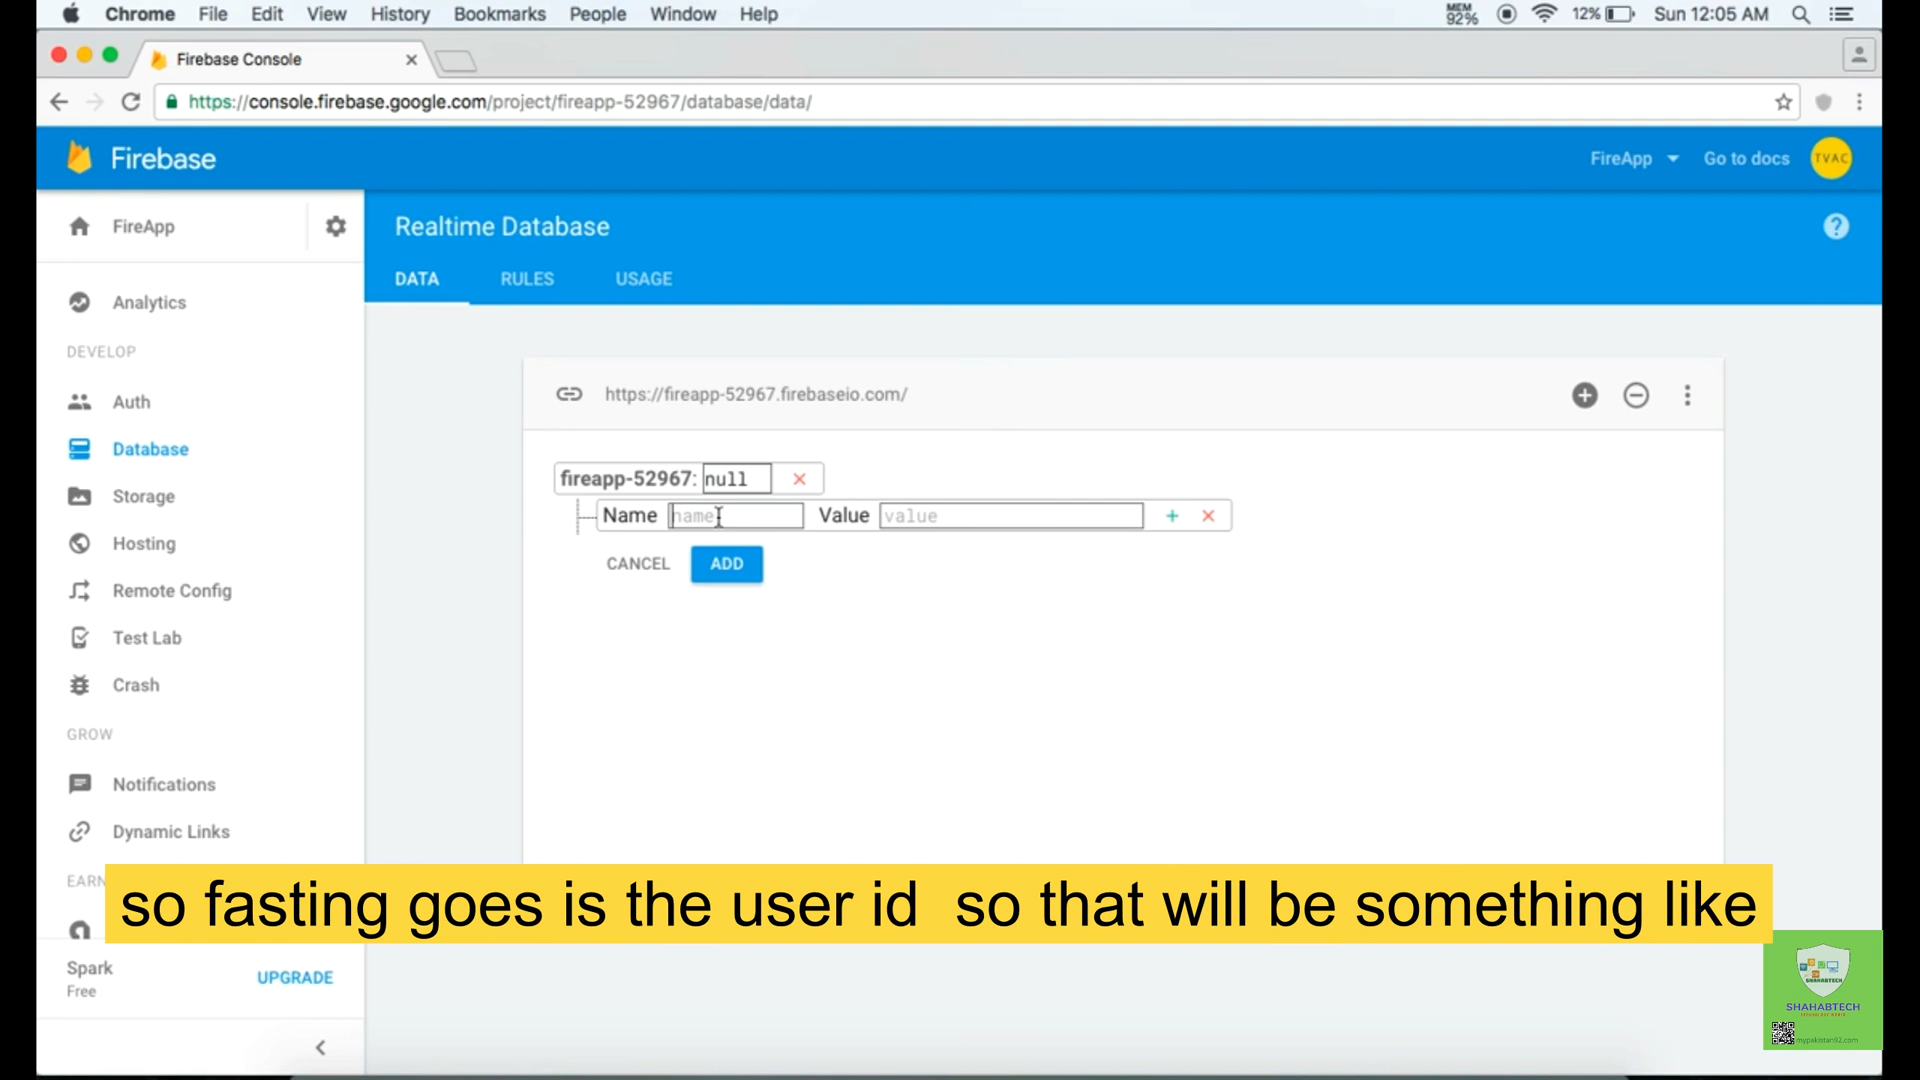 Chrome File Edit View History Bookmarks People Window Help MEM 92% 12% Sun 12:05 AM
Firebase Console
https://console.firebase.google.com/project/fireapp-52967/database/data/
Firebase FireApp Go to docs TVAC
FireApp
Realtime Database
DATA RULES USAGE
Analytics
DEVELOP
Auth
Database
Storage
Hosting
Remote Config
Test Lab
Crash
GROW
Notifications
Dynamic Links
EARN
Spark
Free
UPGRADE
https://fireapp-52967.firebaseio.com/
fireapp-52967: null
Name name Value value
CANCEL ADD
so fasting goes is the user id so that will be something like
SHAHABTECH
SHAHABTECH
mypakistan92.com